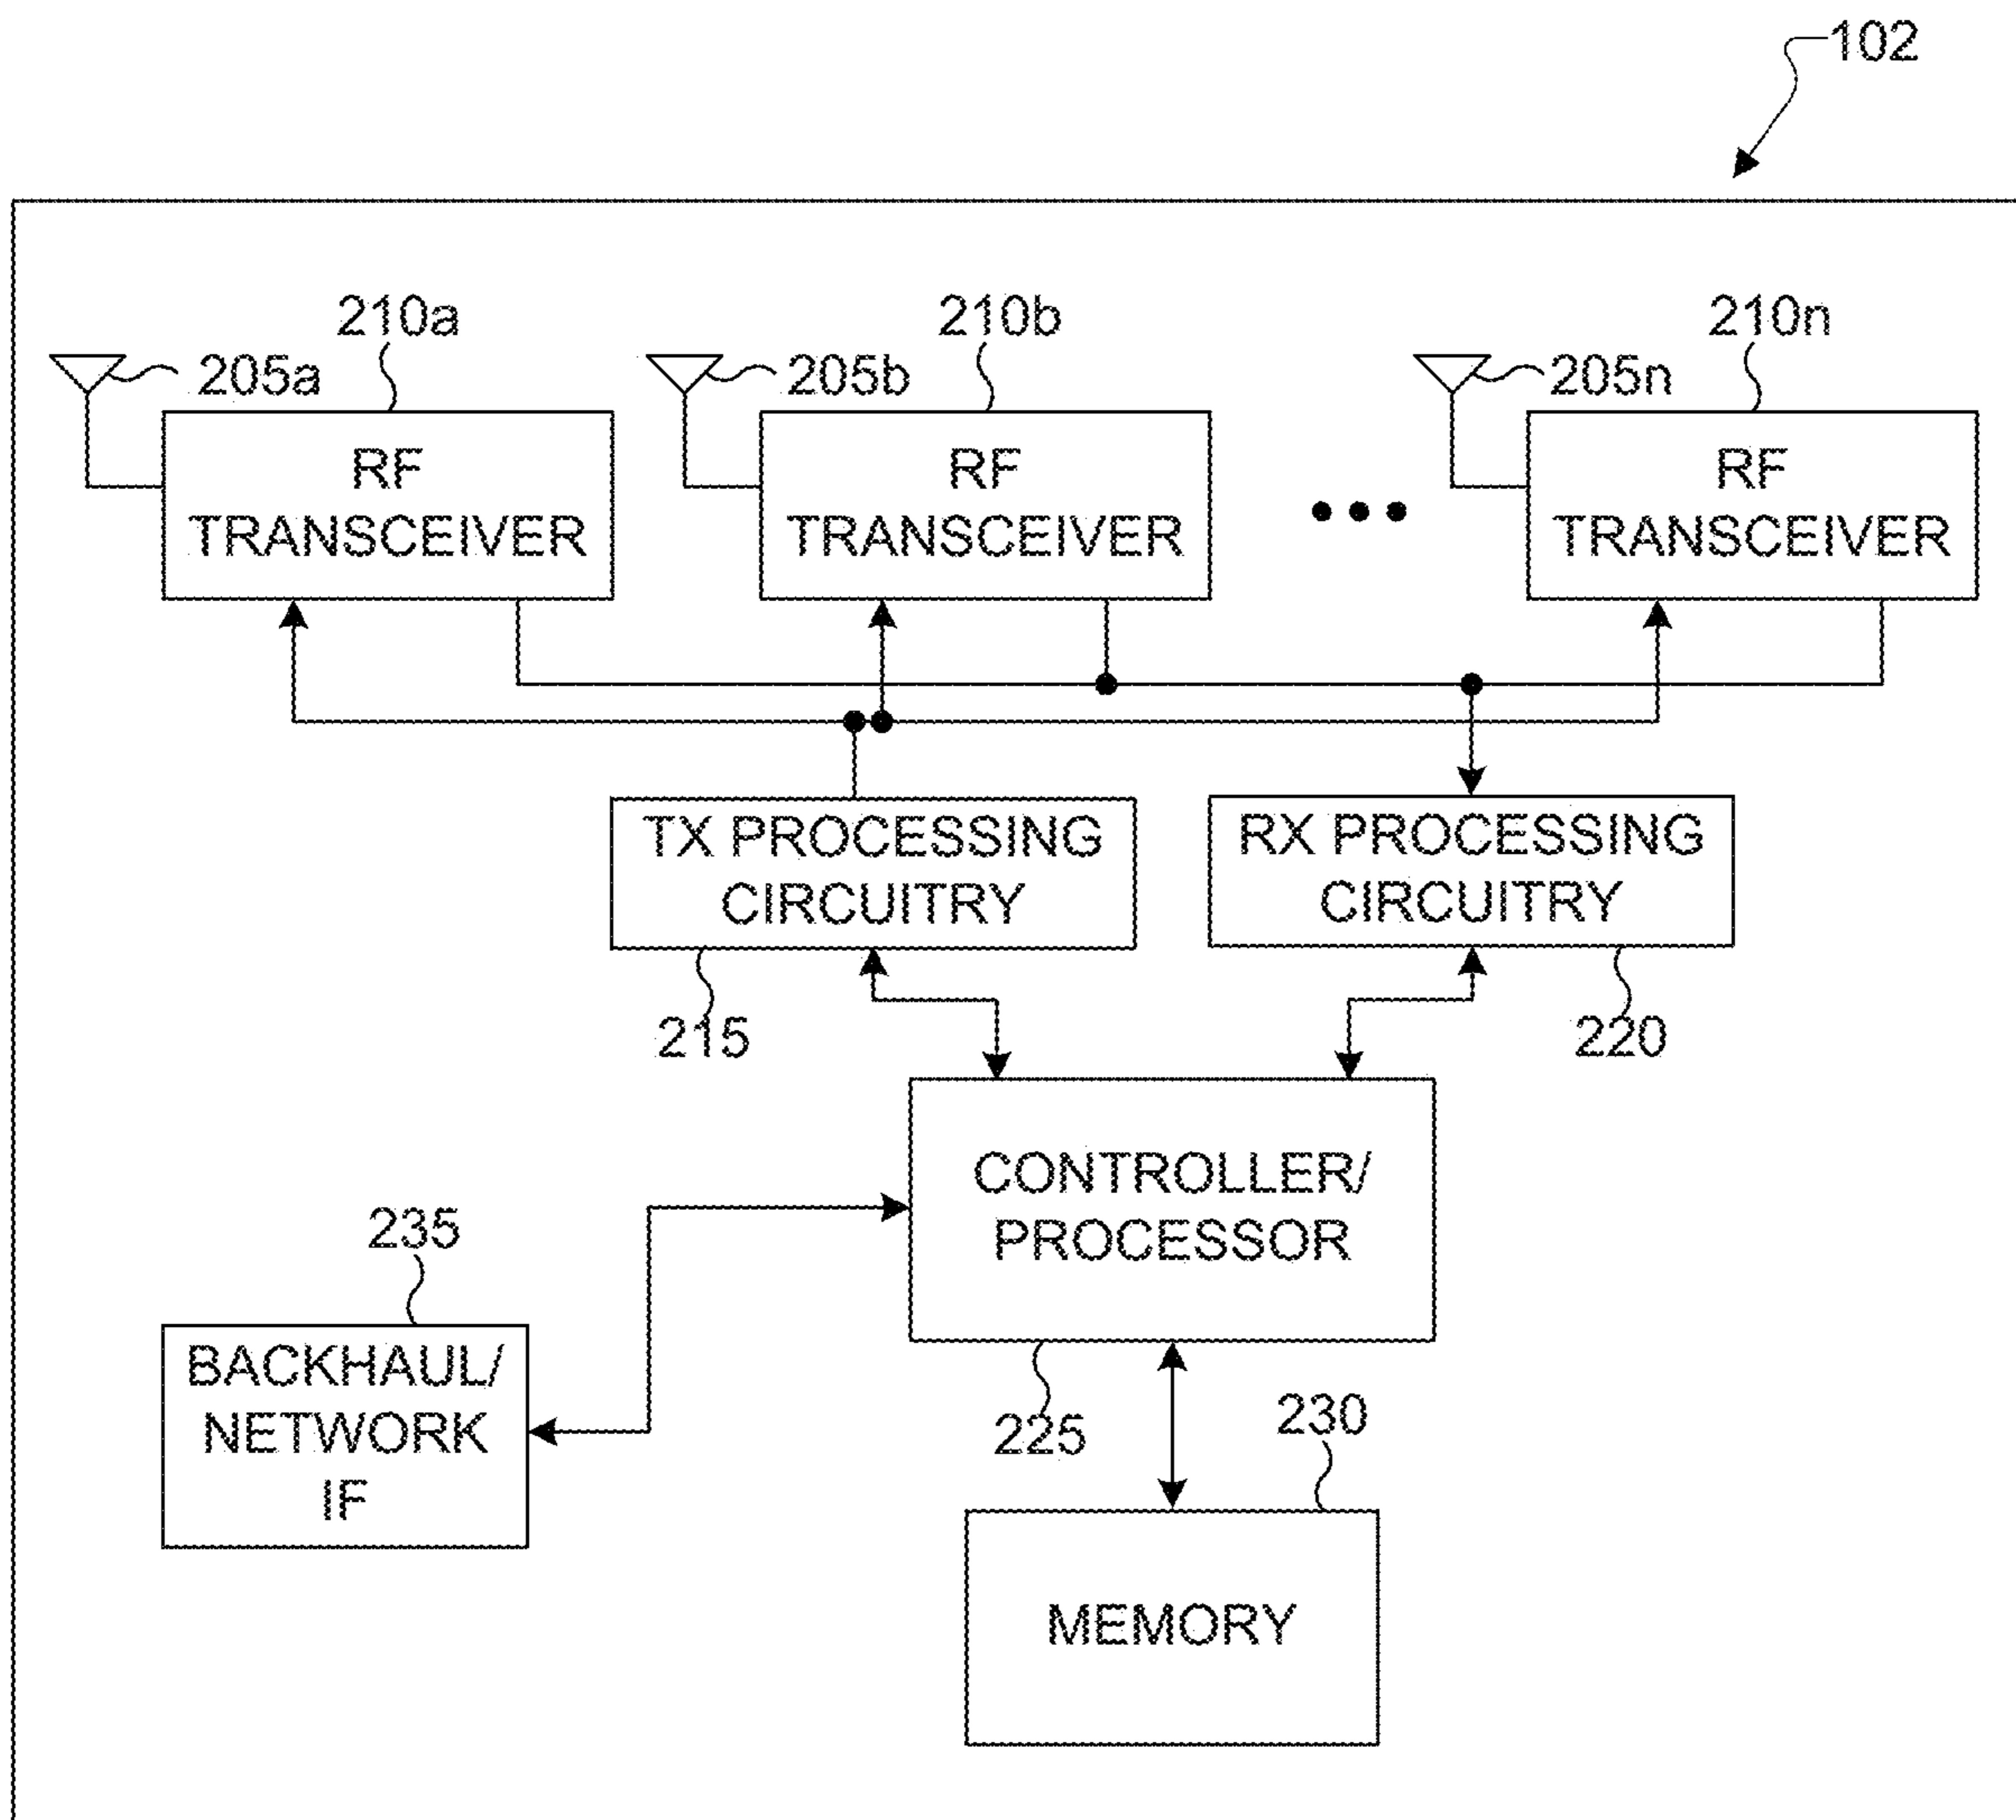 102
210a
210b
210n
205a
205b
205n
RF
TRANSCEIVER
RF
TRANSCEIVER
RF
TRANSCEIVER
TX PROCESSING
CIRCUITRY
RX PROCESSING
CIRCUITRY
215
220
CONTROLLER/
PROCESSOR
235
BACKHAUL/
NETWORK
IF
225
230
MEMORY